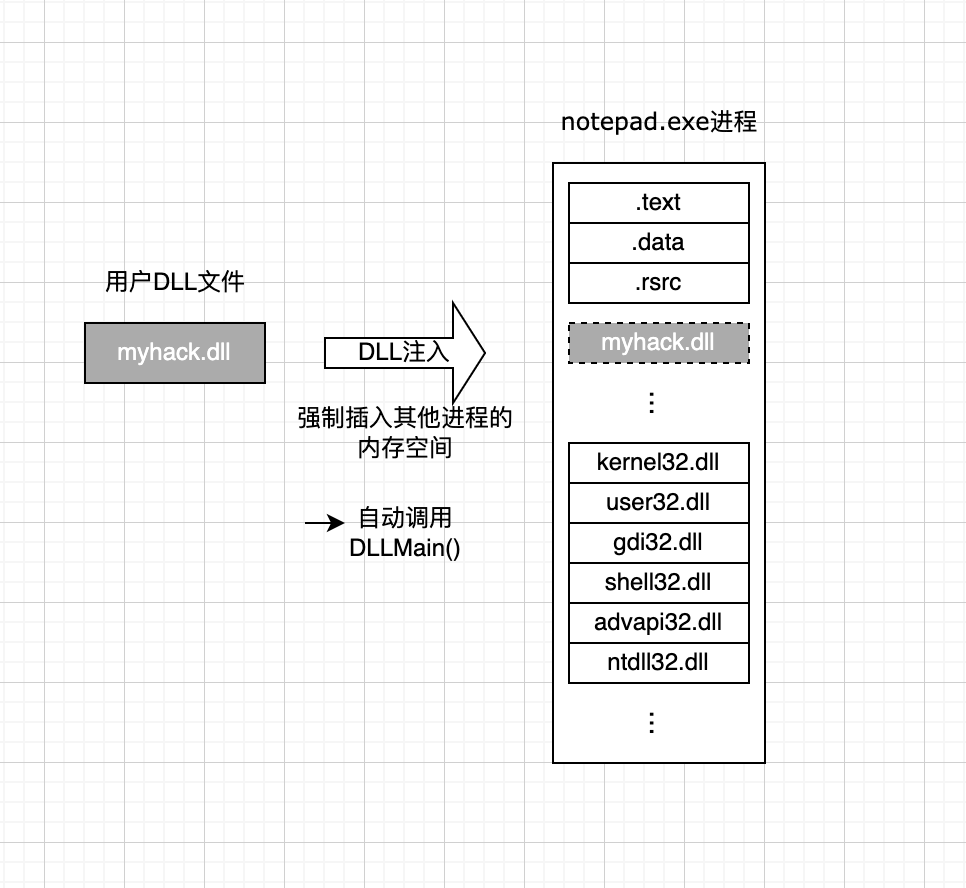 notepad.exe进程
.text
.data
.rsrc
用户DLL文件
myhack.dll
DLL注入
强制插入其他进程的
内存空间
自动调用
DLLMain()
myhack.dll
⋮
kernel32.dll
user32.dll
gdi32.dll
shell32.dll
advapi32.dll
ntdll32.dll
⋮